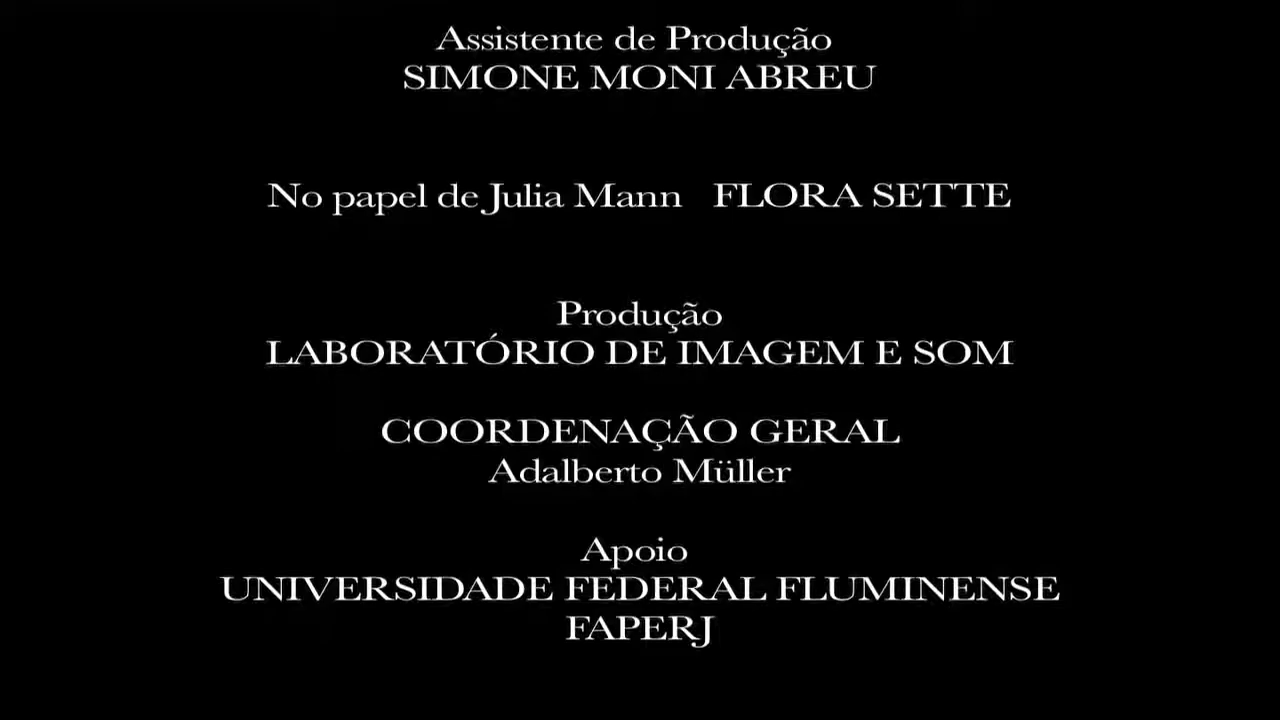 Assistente de Produção
SIMONE MONI ABREU
No papel de Julia Mann FLORA SETTE
Produção
LABORATÓRIO DE IMAGEM E SOM
COORDENAÇÃO GERAL
Adalberto Müller
Apoio
UNIVERSIDADE FEDERAL FLUMINENSE
FAPERJ